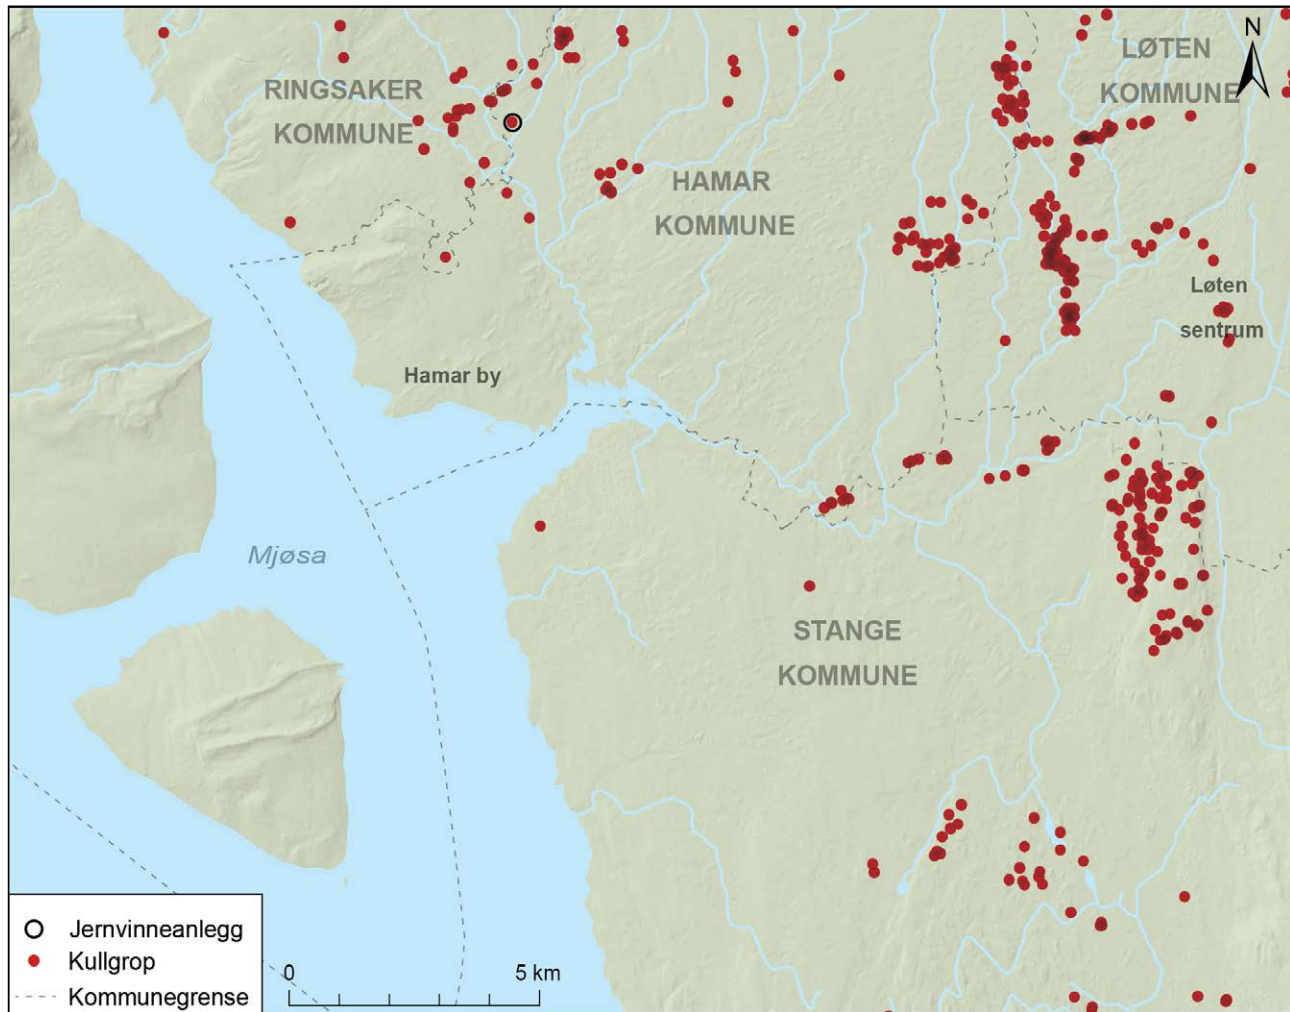 N
LØTEN
KOMMUNE
RINGSAKER
KOMMUNE
HAMAR
KOMMUNE
Løten
sentrum
Hamar by
Mjøsa
STANGE
KOMMUNE
Jernvinneanlegg
Kullgrop
Kommunegrense
0 5 km